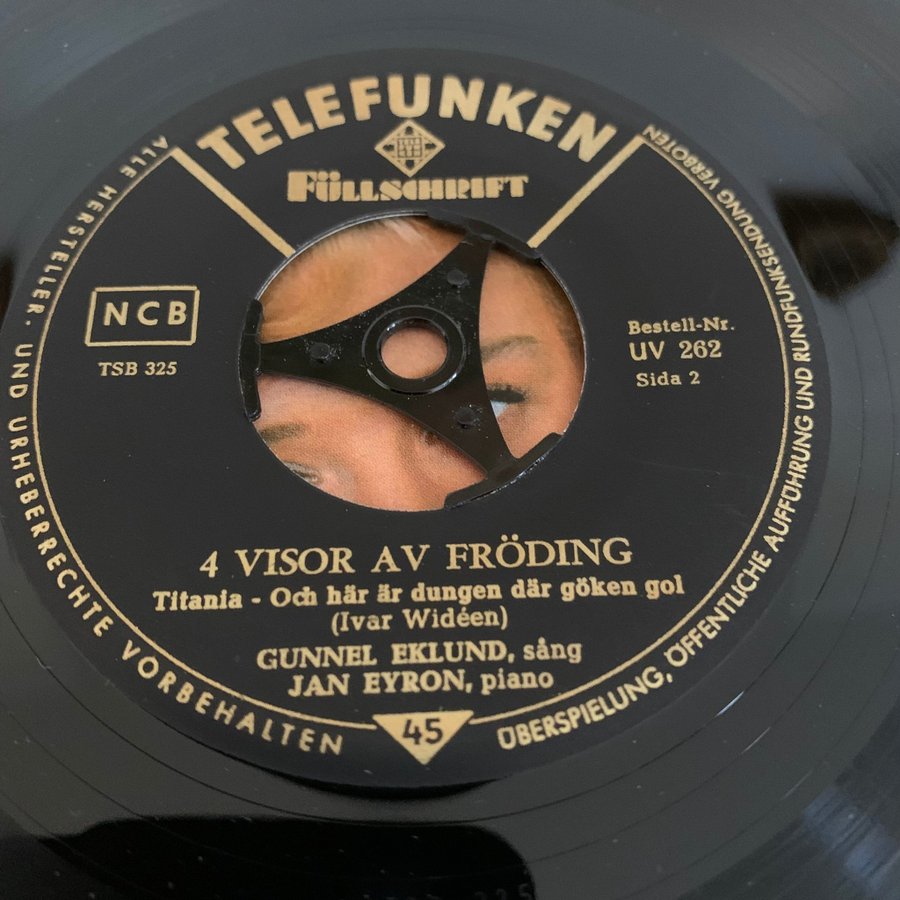 TELEFUNKEN
FÜLLSCHRIFT
NCB
TSB 325
Bestell-Nr.
UV 262
Sida 2
4 VISOR AV FRÖDING
Titania - Och här är dungen där göken gol
(Ivar Widéen)
GUNNEL EKLUND, sång
JAN EYRON, piano
45
ALLE HERSTELLER- UND URHEBERRECHTE VORBEHALTEN
ÜBERSPIELUNG, ÖFFENTLICHE AUFFÜHRUNG UND RUNDFUNKSENDUNG VERBOTEN